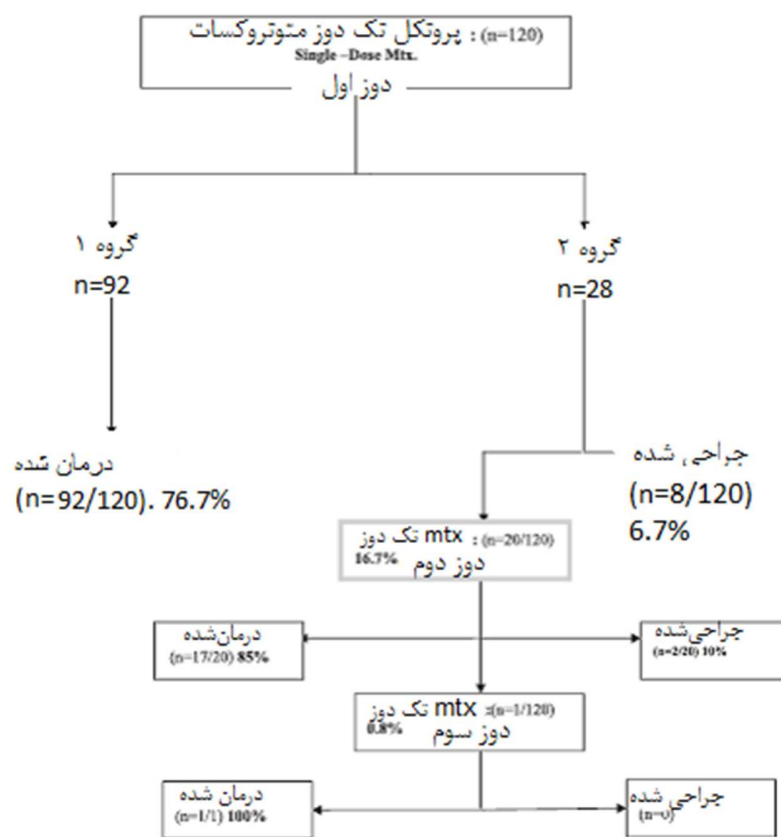 پروتکل تک دوز متوتروکسات : (n=120)
Single –Dose Mtx.
دوز اول
گروه ۱
n=92
گروه ۲
n=28
درمان شده
(n=92/120). 76.7%
جراحی شده
(n=8/120)
6.7%
mtx تک دوز : (n=20/120)
16.7% دوز دوم
درمان‌شده
(n=17/20) 85%
جراحی‌شده
(n=2/20) 10%
mtx تک دوز :(n=1/120)
0.8% دوز سوم
درمان شده
(n=1/1) 100%
جراحی شده
(n=0)